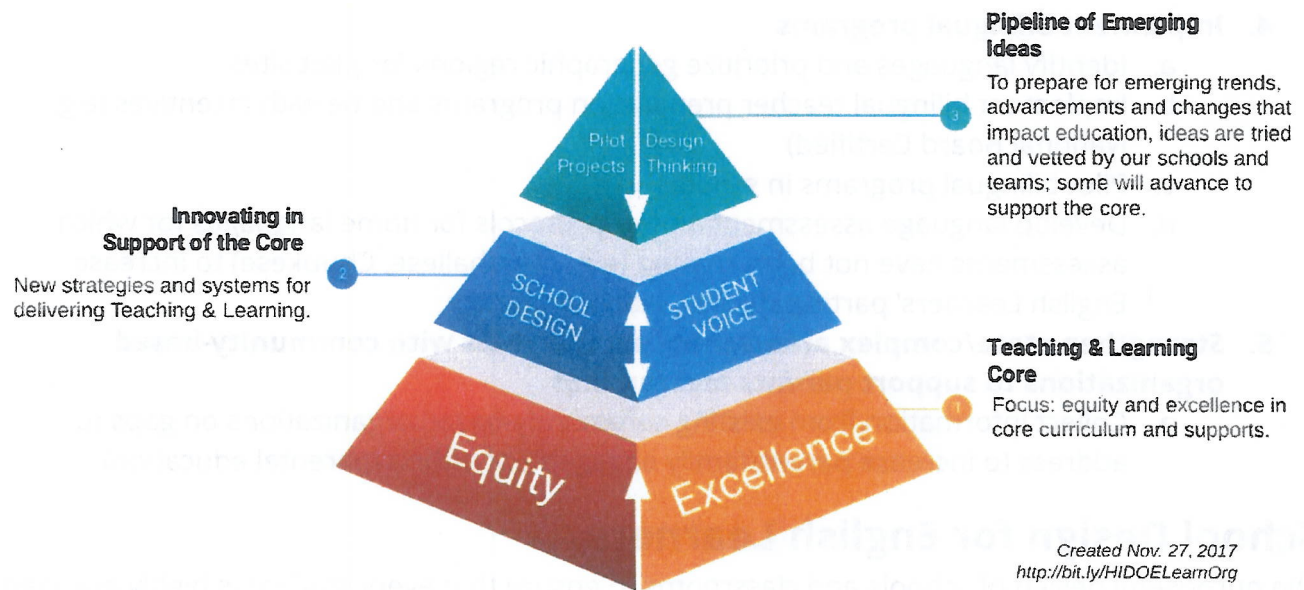 Pipeline of Emerging
Ideas
To prepare for emerging trends,
advancements and changes that
impact education, ideas are tried
and vetted by our schools and
teams; some will advance to
support the core.
3
Pilot
Projects
Design
Thinking
Innovating in
Support of the Core
New strategies and systems for
delivering Teaching & Learning.
2
SCHOOL
DESIGN
STUDENT
VOICE
Teaching & Learning
Core
Focus: equity and excellence in
core curriculum and supports.
1
Equity
Excellence
Created Nov. 27, 2017
http://bit.ly/HIDOELearnOrg